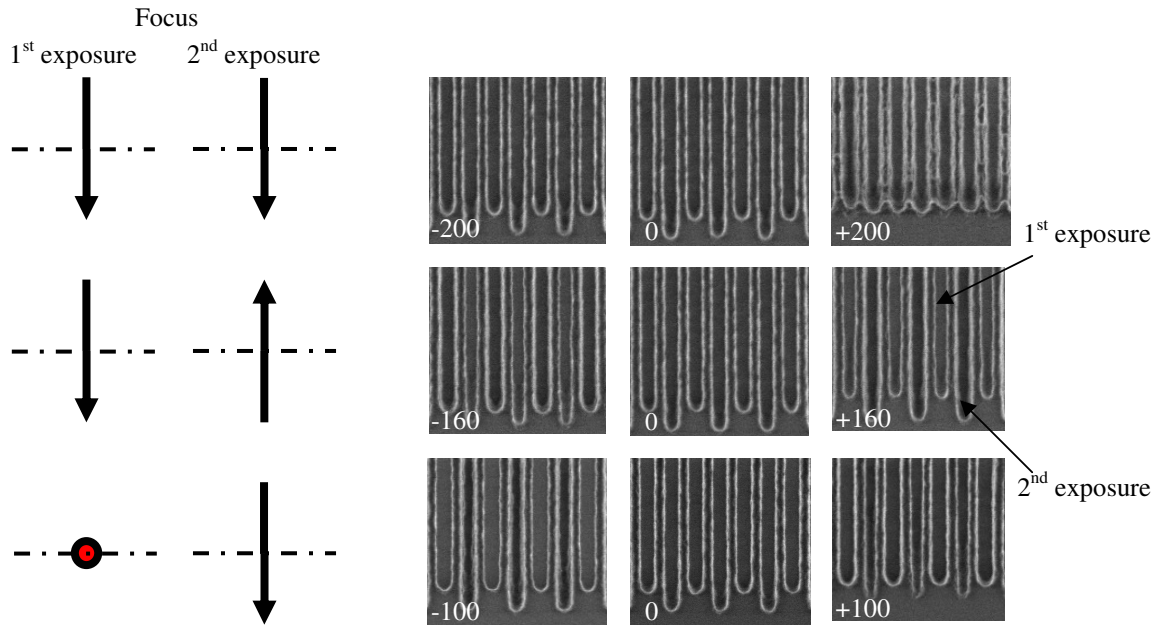 Focus
1st exposure 2nd exposure
-200 0 +200
1st exposure
-160 0 +160
2nd exposure
-100 0 +100